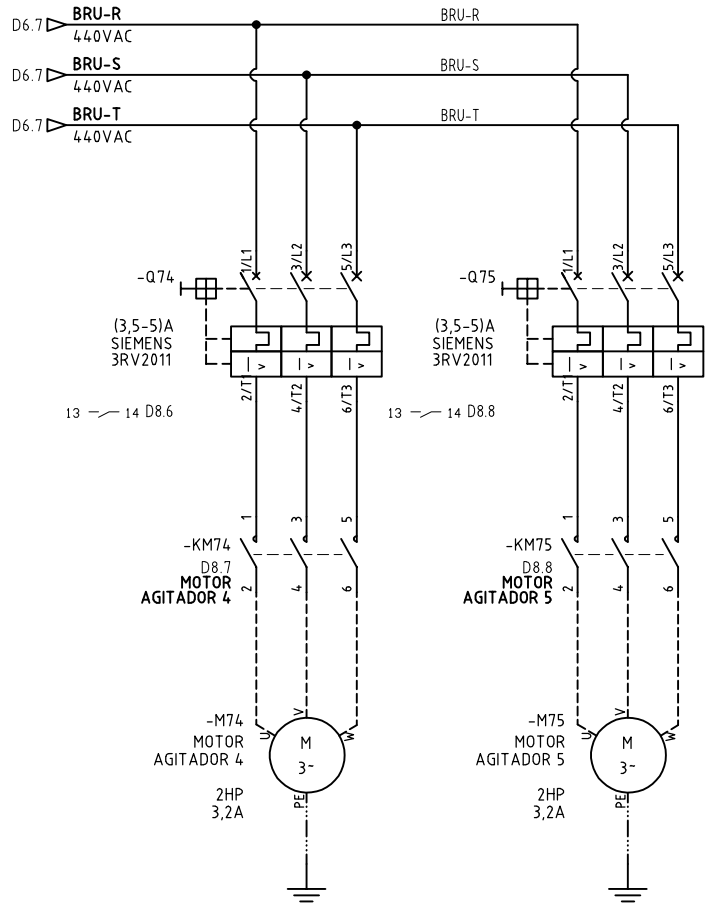 D6.7 BRU-R BRU-R
440VAC
D6.7 BRU-S BRU-S
440VAC
D6.7 BRU-T BRU-T
440VAC
1/L1 3/L2 5/L3 1/L1 3/L2 5/L3
-Q74 -Q75
(3,5-5)A (3,5-5)A
SIEMENS SIEMENS
3RV2011 3RV2011
I> I> I> I> I> I>
2/T1 4/T2 6/T3 2/T1 4/T2 6/T3
13 14 D8.6 13 14 D8.8
1 3 5 1 3 5
-KM74 -KM75
D8.7 D8.8
MOTOR MOTOR
AGITADOR 4 AGITADOR 5
2 4 6 2 4 6
-M74 -M75
U V W U V W
MOTOR M MOTOR M
AGITADOR 4 3~ AGITADOR 5 3~
2HP PE 2HP PE
3,2A 3,2A